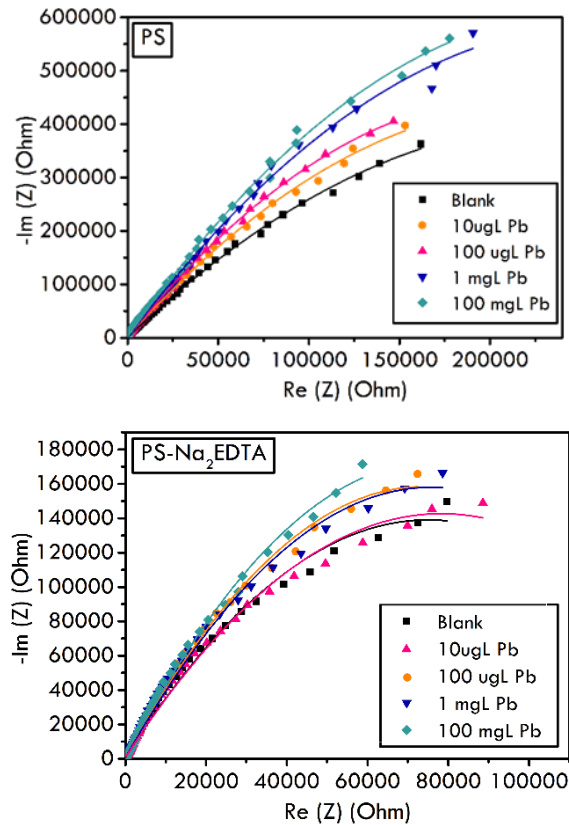 PS
600000
500000
400000
300000
200000
100000
0
-Im (Z) (Ohm)
Blank
10ugL Pb
100 ugL Pb
1 mgL Pb
100 mgL Pb
0 50000 100000 150000 200000
Re (Z) (Ohm)
PS-Na₂EDTA
180000
160000
140000
120000
100000
80000
60000
40000
20000
0
-Im (Z) (Ohm)
Blank
10ugL Pb
100 ugL Pb
1 mgL Pb
100 mgL Pb
0 20000 40000 60000 80000 100000
Re (Z) (Ohm)